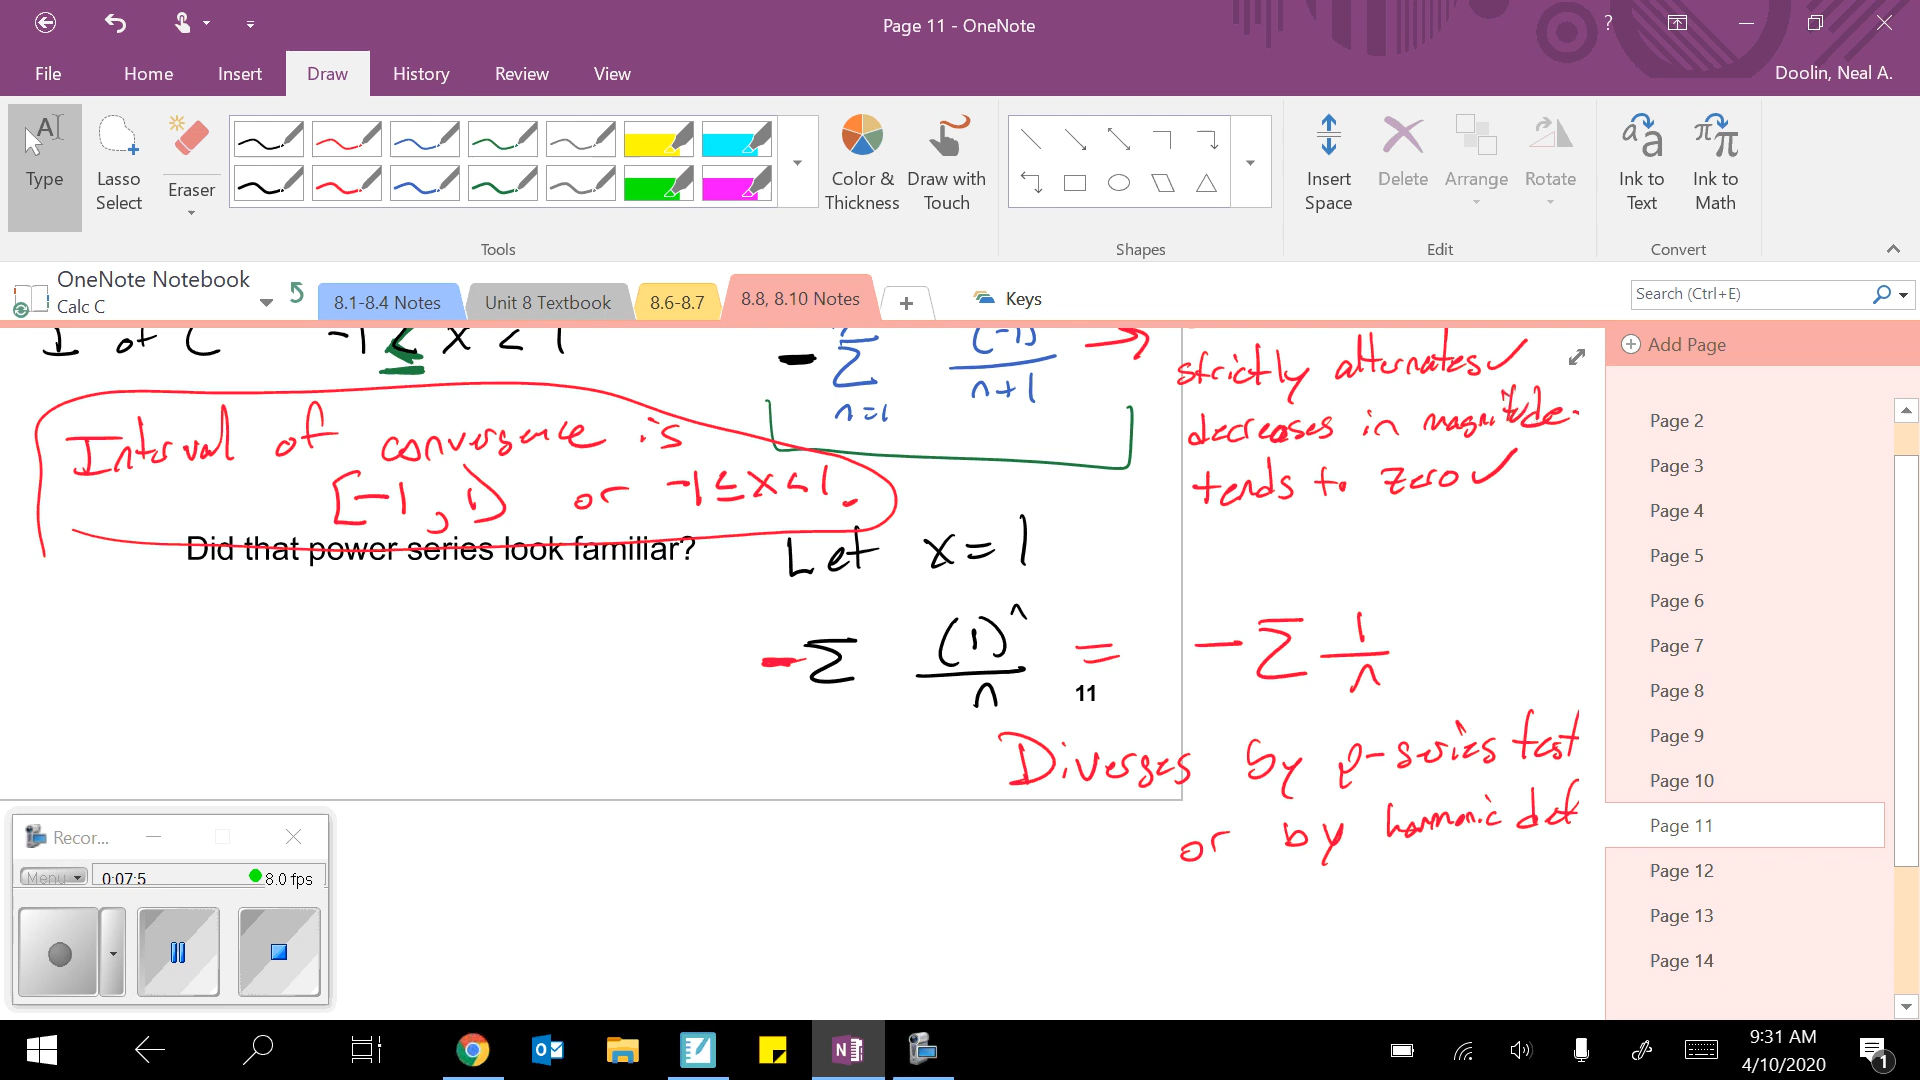 Page 11 - OneNote
?
File Home Insert Draw History Review View
Doolin, Neal A.
Type
Lasso Select
Eraser
Color & Thickness
Draw with Touch
Insert Space
Delete
Arrange
Rotate
Ink to Text
Ink to Math
Tools
Shapes
Edit
Convert
OneNote Notebook
Calc C
8.1-8.4 Notes
Unit 8 Textbook
8.6-8.7
8.8, 8.10 Notes
+
Keys
Search (Ctrl+E)
Add Page
Page 2
Page 3
Page 4
Page 5
Page 6
Page 7
Page 8
Page 9
Page 10
Page 11
Page 12
Page 13
Page 14
I of C -1 ≤ x < 1
- Σ (-1) / n+1
n=1
strictly alternates ✓
decreases in magnitude.
tends to zero ✓
Interval of convergence is
[-1, 1) or -1 ≤ x < 1.
Did that power series look familiar?
Let x = 1
- Σ (1)^n / n = - Σ 1/n
11
Diverges by p-series test
or by harmonic def
Recor...
Menu
0:07:5
8.0 fps
9:31 AM
4/10/2020
1